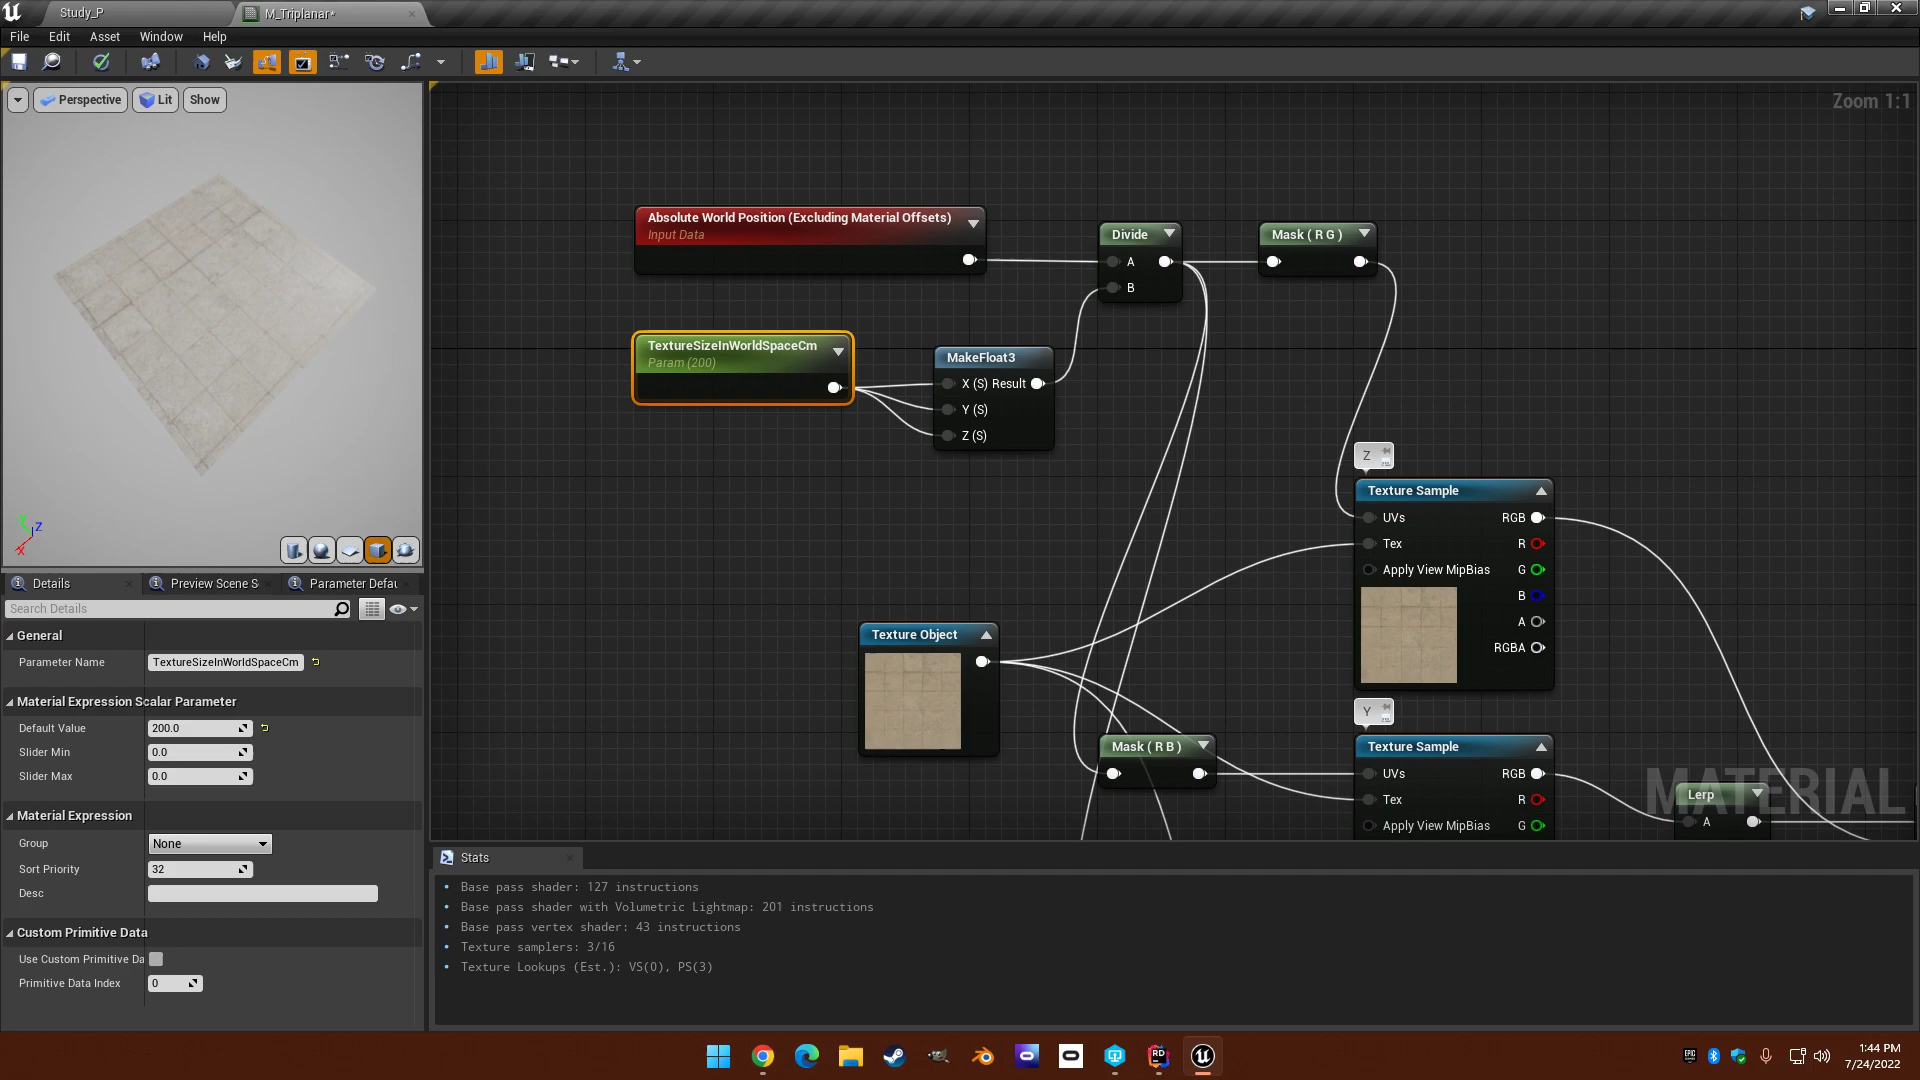 Study_P
M_Triplanar*
File Edit Asset Window Help
Perspective Lit Show
Zoom 1:1
Absolute World Position (Excluding Material Offsets)
Input Data
Divide
A
B
Mask ( R G )
TextureSizeInWorldSpaceCm
Param (200)
MakeFloat3
X (S) Result
Y (S)
Z (S)
Z
Texture Sample
UVs RGB
Tex R
Apply View MipBias G
B
A
RGBA
Texture Object
Y
Mask ( R B )
Texture Sample
UVs RGB
Tex R
Apply View MipBias G
Lerp
A
MATERIAL
X
Y
Z
Details
Preview Scene S
Parameter Defau
Search Details
General
Parameter Name TextureSizeInWorldSpaceCm
Material Expression Scalar Parameter
Default Value 200.0
Slider Min 0.0
Slider Max 0.0
Material Expression
Group None
Sort Priority 32
Desc
Custom Primitive Data
Use Custom Primitive Da
Primitive Data Index 0
Stats
Base pass shader: 127 instructions
Base pass shader with Volumetric Lightmap: 201 instructions
Base pass vertex shader: 43 instructions
Texture samplers: 3/16
Texture Lookups (Est.): VS(0), PS(3)
RD
EPIC
1:44 PM
7/24/2022